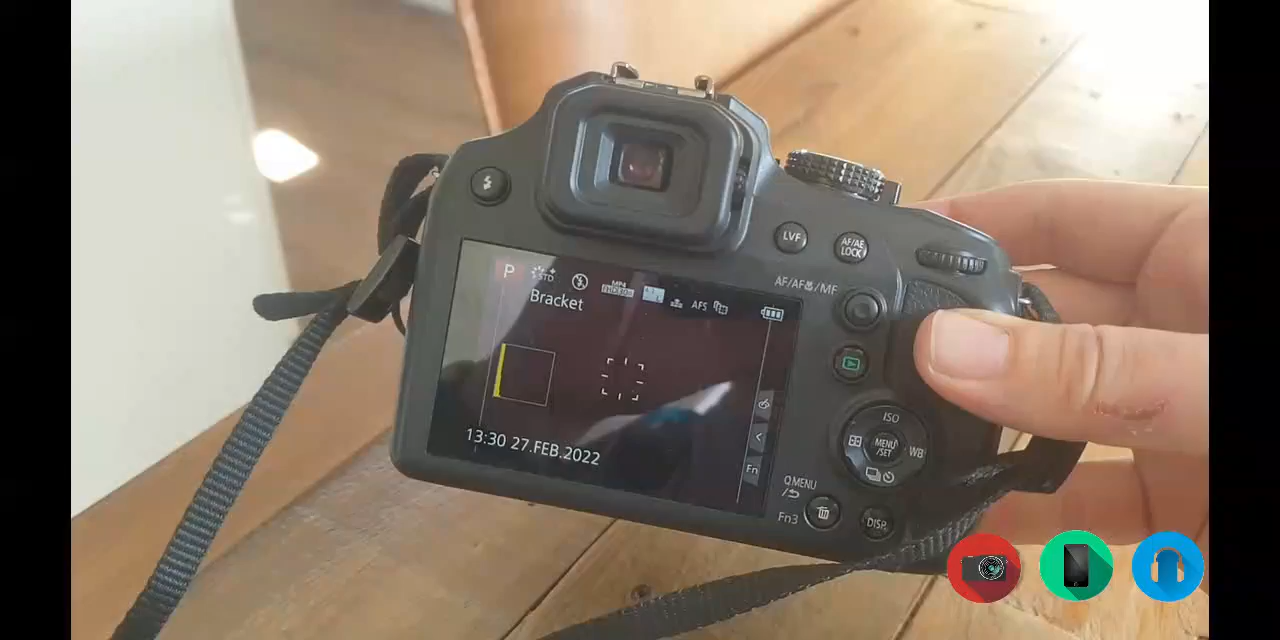 LVF
AF/AE
LOCK
AF/AF /MF
P
STD
MP4
AFS
Bracket
13:30 27.FEB.2022
Fn
ISO
MENU
/SET
WB
Q.MENU
Fn3
DISP.